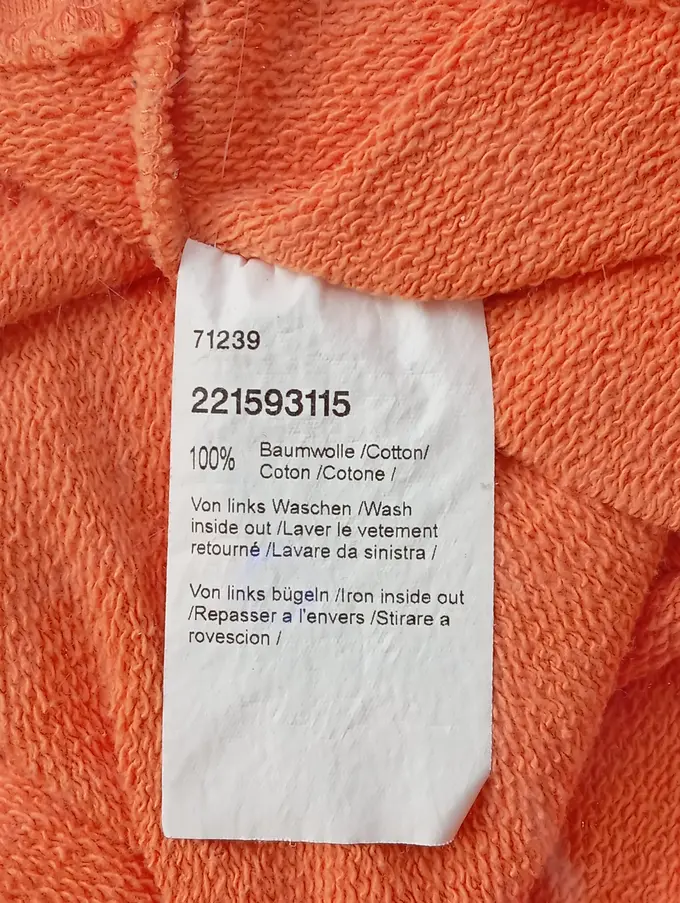 71239
221593115
100% Baumwolle /Cotton/
Coton /Cotone /
Von links Waschen /Wash
inside out /Laver le vetement
retourné /Lavare da sinistra /
Von links bügeln /Iron inside out
/Repasser a l'envers /Stirare a
rovescion /